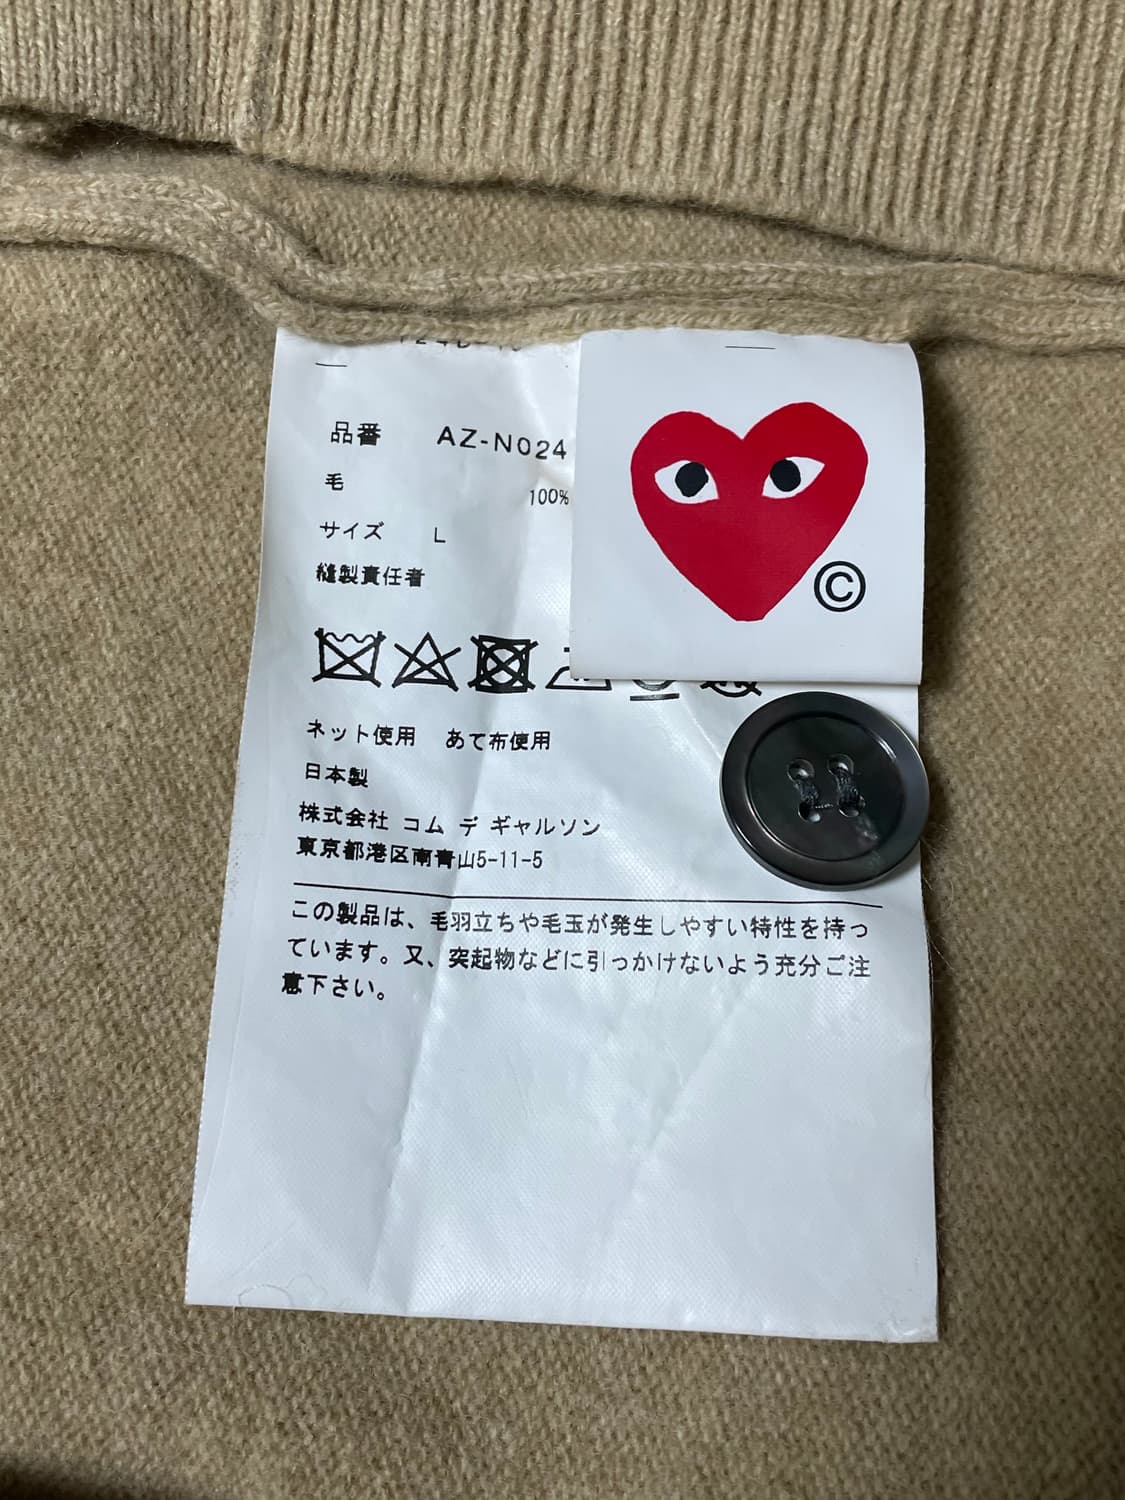 品番 AZ-N024
毛 100%
サイズ L
縫製責任者
©
ネット使用 あて布使用
日本製
株式会社 コム デ ギャルソン
東京都港区南青山5-11-5
この製品は、毛羽立ちや毛玉が発生しやすい特性を持っ
ています。又、突起物などに引っかけないよう充分ご注
意下さい。